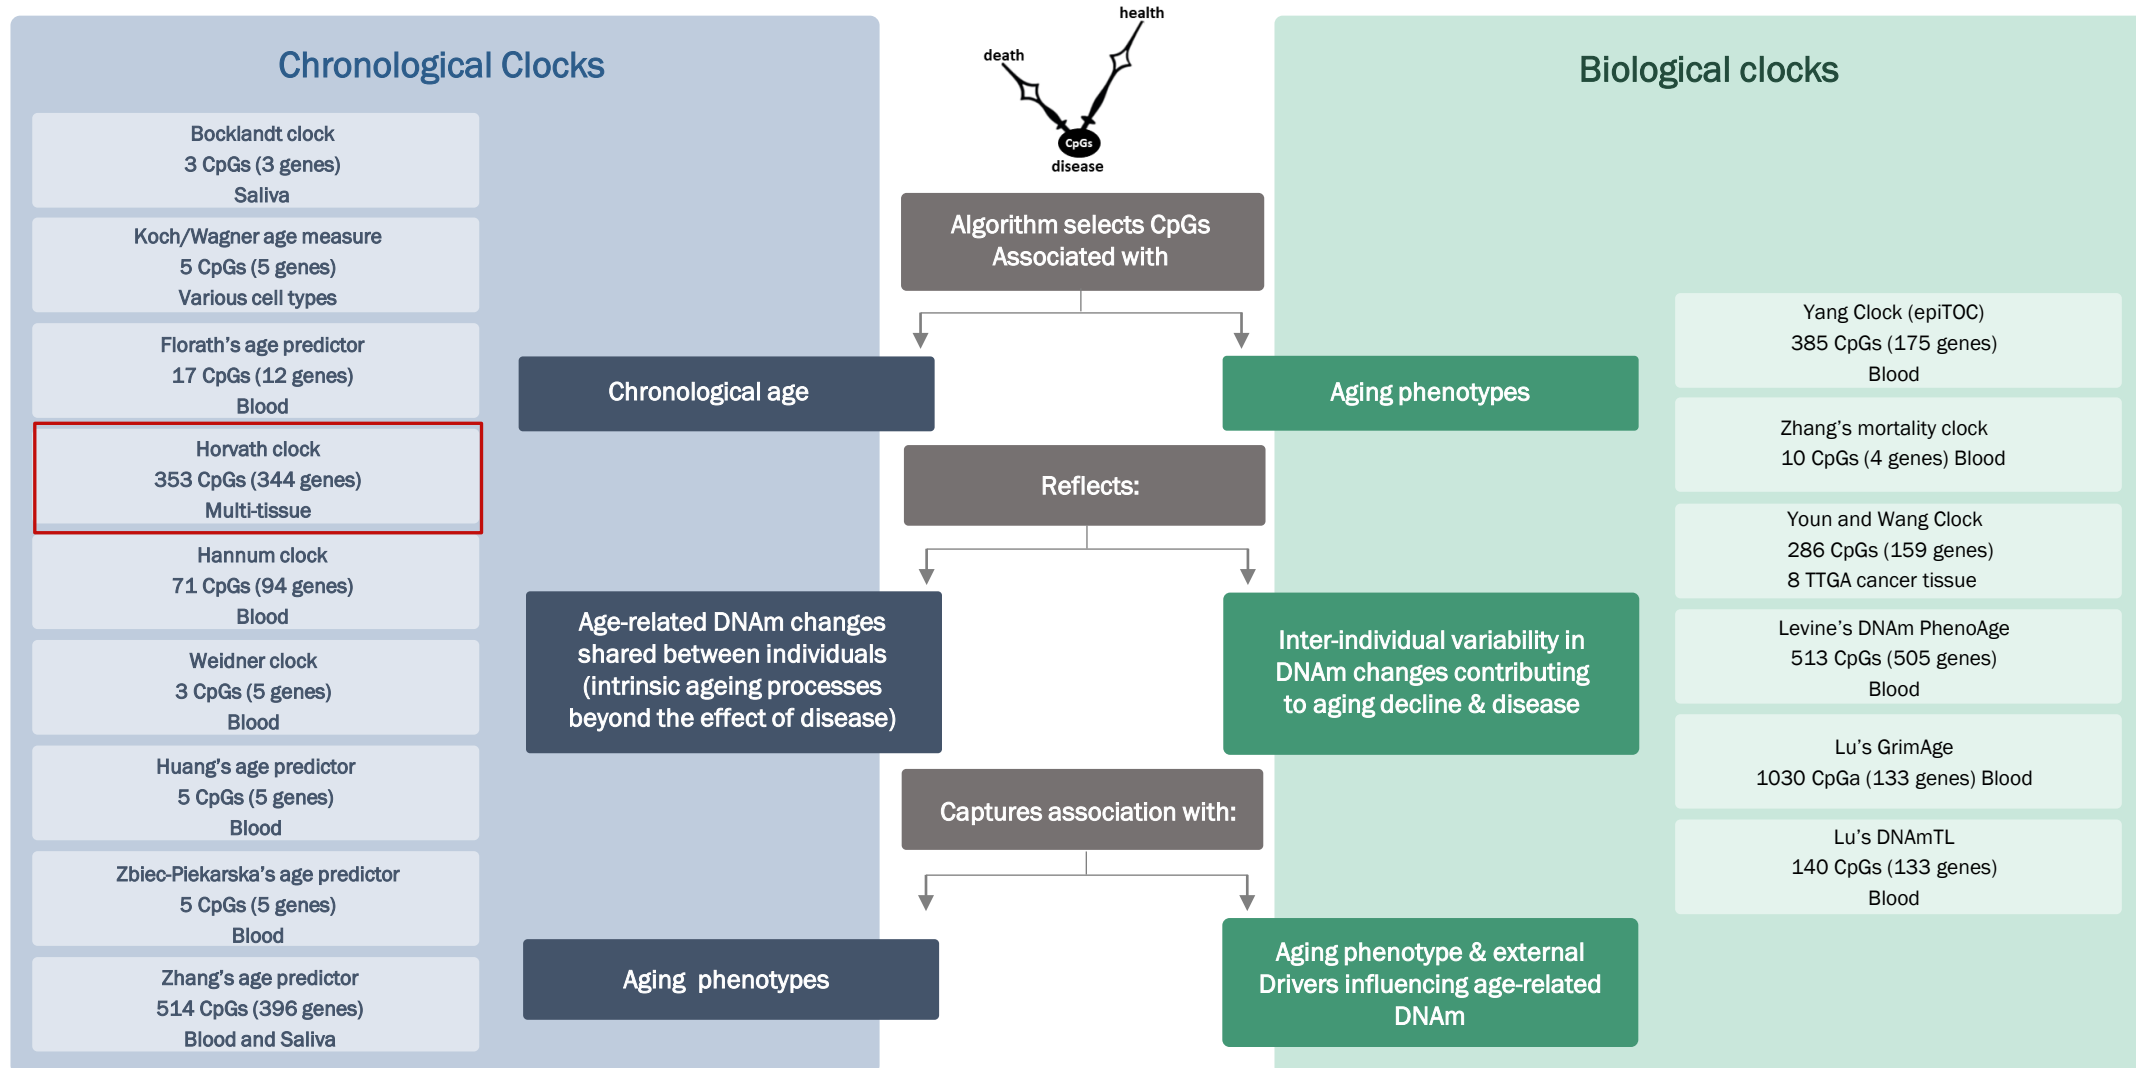 Chronological Clocks
Bocklandt clock
3 CpGs (3 genes)
Saliva
Koch/Wagner age measure
5 CpGs (5 genes)
Various cell types
Florath's age predictor
17 CpGs (12 genes)
Blood
Horvath clock
353 CpGs (344 genes)
Multi-tissue
Hannum clock
71 CpGs (94 genes)
Blood
Weidner clock
3 CpGs (5 genes)
Blood
Huang's age predictor
5 CpGs (5 genes)
Blood
Zbiec-Piekarska's age predictor
5 CpGs (5 genes)
Blood
Zhang's age predictor
514 CpGs (396 genes)
Blood and Saliva
health
death
CpGs
disease
Algorithm selects CpGs
Associated with
Chronological age
Aging phenotypes
Reflects:
Age-related DNAm changes
shared between individuals
(intrinsic ageing processes
beyond the effect of disease)
Inter-individual variability in
DNAm changes contributing
to aging decline & disease
Captures association with:
Aging phenotypes
Aging phenotype & external
Drivers influencing age-related
DNAm
Biological clocks
Yang Clock (epiTOC)
385 CpGs (175 genes)
Blood
Zhang's mortality clock
10 CpGs (4 genes) Blood
Youn and Wang Clock
286 CpGs (159 genes)
8 TTGA cancer tissue
Levine's DNAm PhenoAge
513 CpGs (505 genes)
Blood
Lu's GrimAge
1030 CpGa (133 genes) Blood
Lu's DNAmTL
140 CpGs (133 genes)
Blood